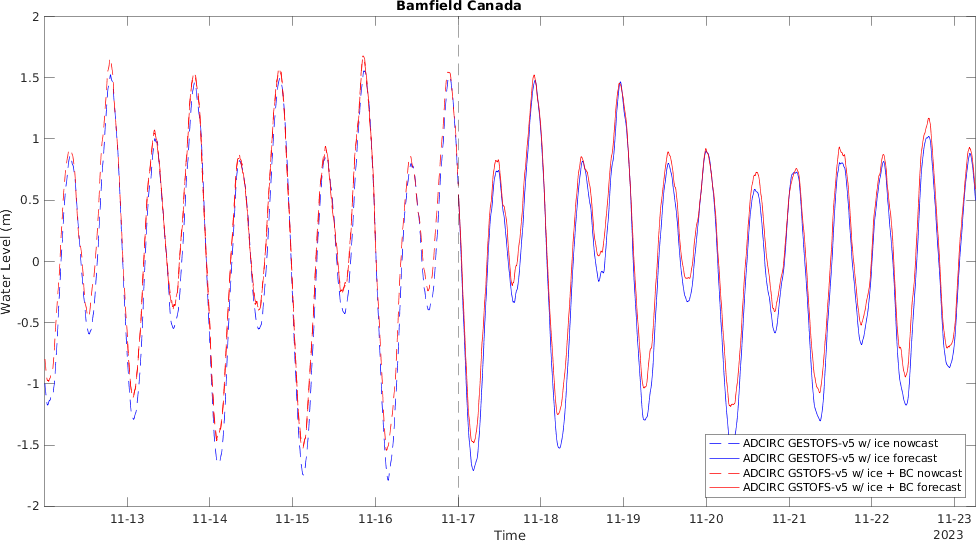 Bamfield Canada
Water Level (m)
2
1.5
1
0.5
0
-0.5
-1
-1.5
-2
ADCIRC GESTOFS-v5 w/ ice nowcast
ADCIRC GESTOFS-v5 w/ ice forecast
ADCIRC GSTOFS-v5 w/ ice + BC nowcast
ADCIRC GSTOFS-v5 w/ ice + BC forecast
11-13 11-14 11-15 11-16 11-17 11-18 11-19 11-20 11-21 11-22 11-23
Time
2023